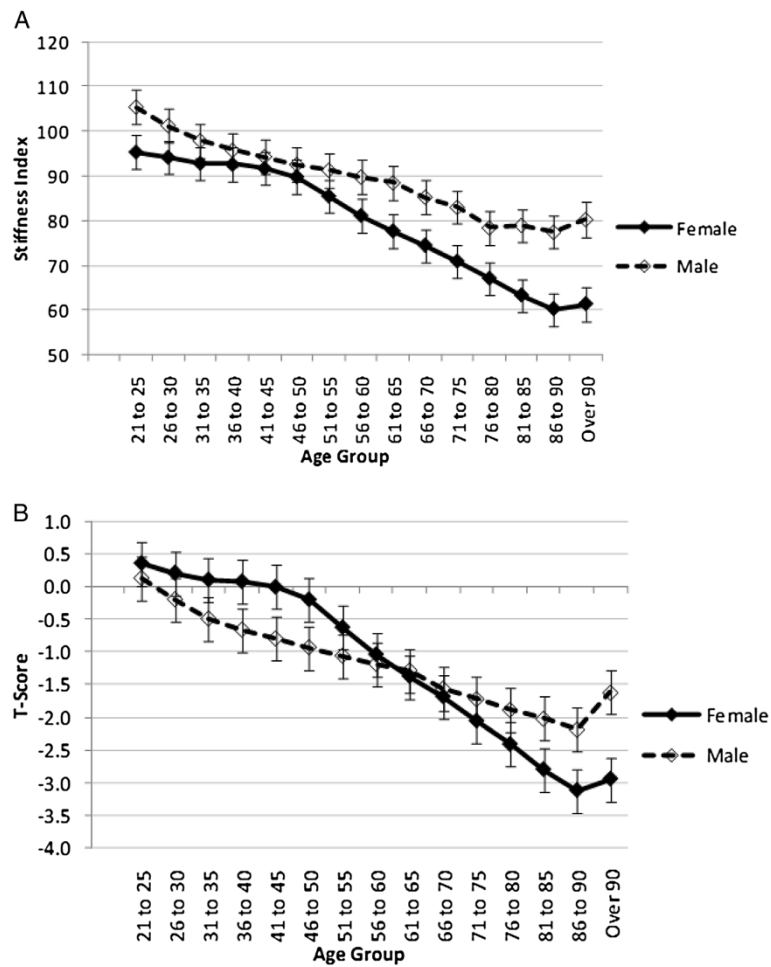 A
120
110
100
90
80
70
60
50
Stiffness Index
21 to 25
26 to 30
31 to 35
36 to 40
41 to 45
46 to 50
51 to 55
56 to 60
61 to 65
66 to 70
71 to 75
76 to 80
81 to 85
86 to 90
Over 90
Age Group
Female
Male
B
1.0
0.5
0.0
-0.5
-1.0
-1.5
-2.0
-2.5
-3.0
-3.5
-4.0
T-Score
21 to 25
26 to 30
31 to 35
36 to 40
41 to 45
46 to 50
51 to 55
56 to 60
61 to 65
66 to 70
71 to 75
76 to 80
81 to 85
86 to 90
Over 90
Age Group
Female
Male